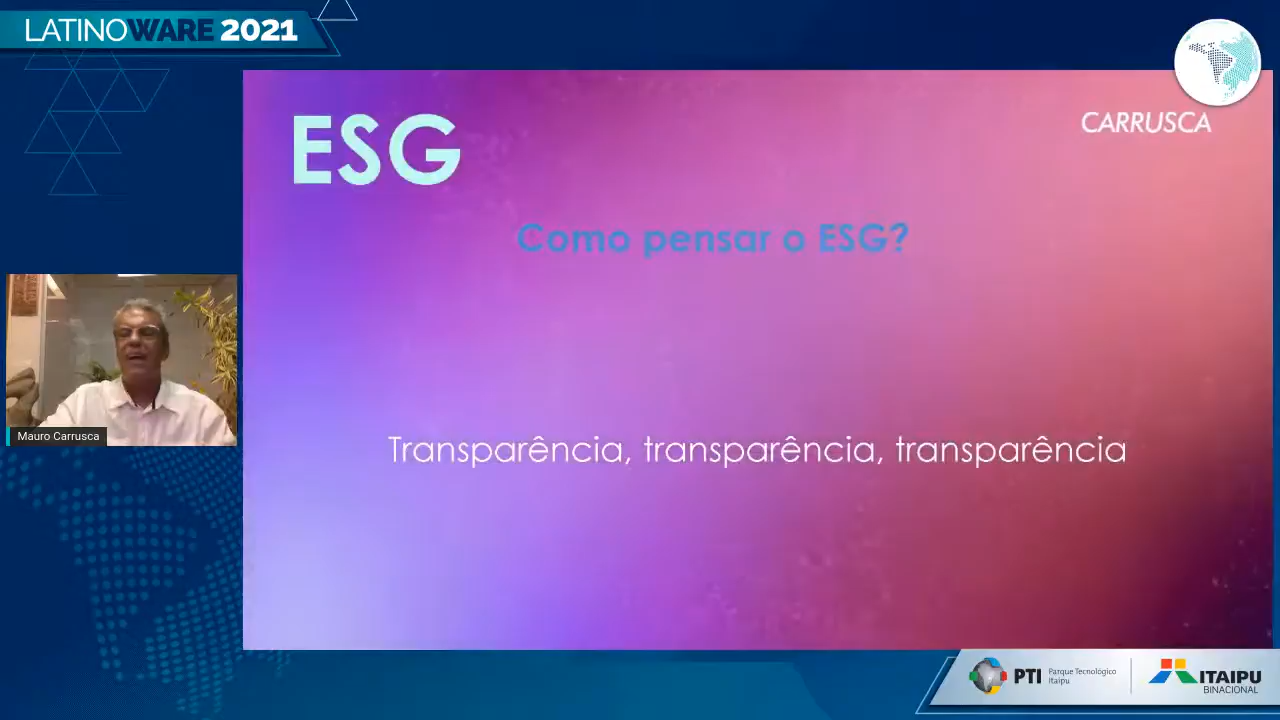 LATINOWARE 2021
CARRUSCA
ESG
Como pensar o ESG?
Transparência, transparência, transparência
Mauro Carrusca
PTI
Parque Tecnológico
Itaipu
ITAIPU
BINACIONAL